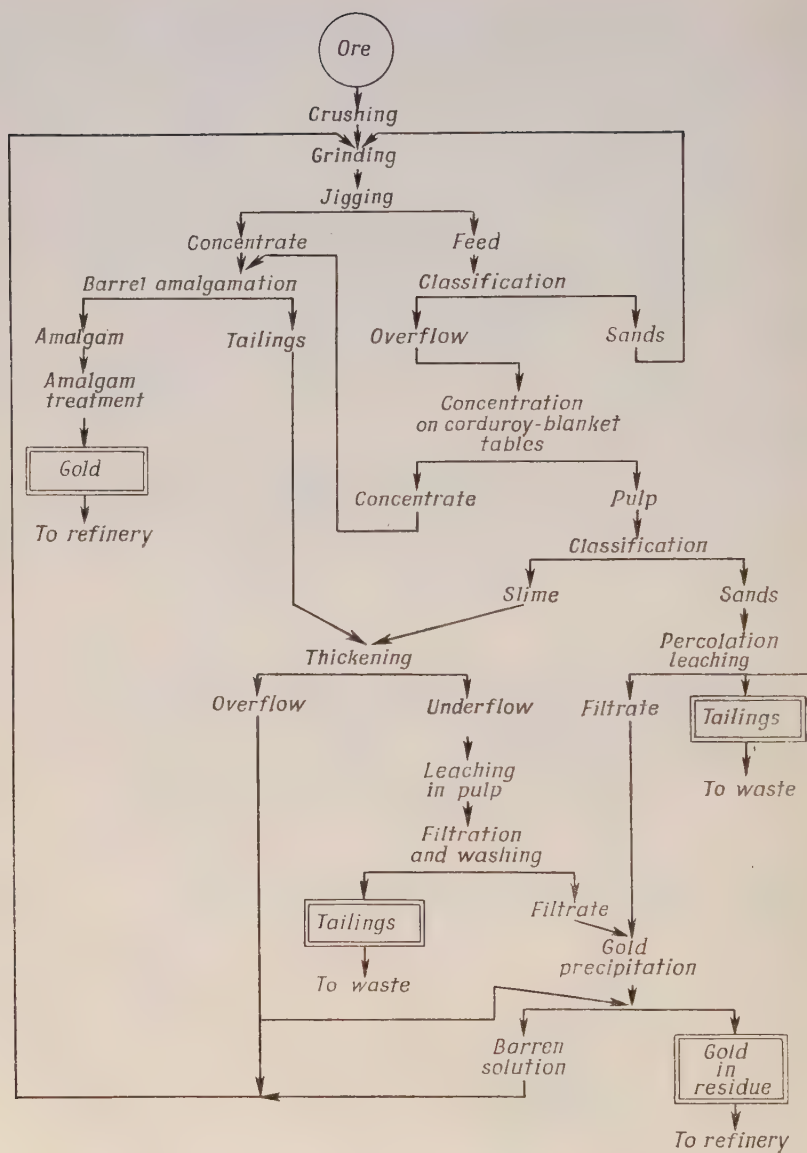 Ore
Crushing
Grinding
Jigging
Concentrate
Feed
Barrel amalgamation
Classification
Amalgam
Tailings
Overflow
Sands
Amalgam
treatment
Concentration
on corduroy-blanket
tables
Gold
Concentrate
Pulp
To refinery
Classification
Slime
Sands
Thickening
Percolation
leaching
Overflow
Underflow
Filtrate
Tailings
Leaching
in pulp
To waste
Filtration
and washing
Tailings
Filtrate
Gold
precipitation
To waste
Barren
solution
Gold
in
residue
To refinery